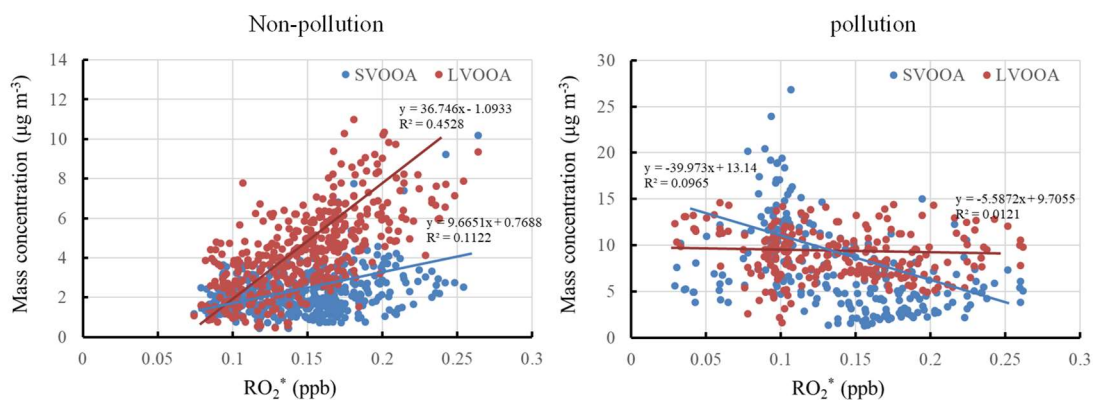 Non-pollution
14
12
10
8
6
4
2
0
0
0.05
0.1
0.15
0.2
0.25
0.3
Mass concentration ((μg m⁻³)
SVOOA
LVOOA
y = 36.746x - 1.0933
R² = 0.4528
y = 9.6651x + 0.7688
R² = 0.1122
RO₂* (ppb)
pollution
30
25
20
15
10
5
0
0
0.05
0.1
0.15
0.2
0.25
0.3
Mass concentration ((μg m⁻³)
SVOOA
LVOOA
y = -39.973x + 13.14
R² = 0.0965
y = -5.5872x + 9.7055
R² = 0.0121
RO₂* (ppb)